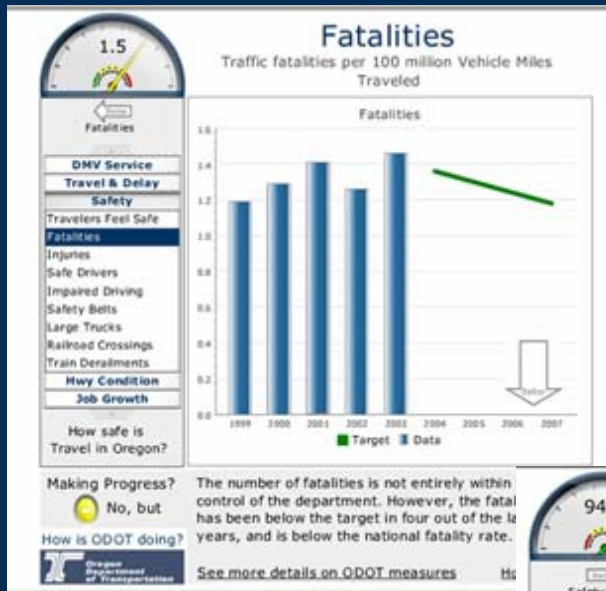 1.5
Fatalities
DMV Service
Travel & Delay
Safety
Travelers Feel Safe
Fatalities
Injuries
Safe Drivers
Impaired Driving
Safety Belts
Large Trucks
Railroad Crossings
Train Derailments
Hwy Condition
Job Growth
How safe is
Travel in Oregon?
Fatalities
Traffic fatalities per 100 million Vehicle Miles
Traveled
Fatalities
1.6
1.4
1.2
1.0
0.8
0.6
0.4
0.2
0.0
1999 2000 2001 2002 2003 2004 2005 2006 2007
Target Data
Making Progress?
No, but
How is ODOT doing?
Oregon
Department
of Transportation
The number of fatalities is not entirely within
control of the department. However, the fatal
has been below the target in four out of the la
years, and is below the national fatality rate.
See more details on ODOT measures
94